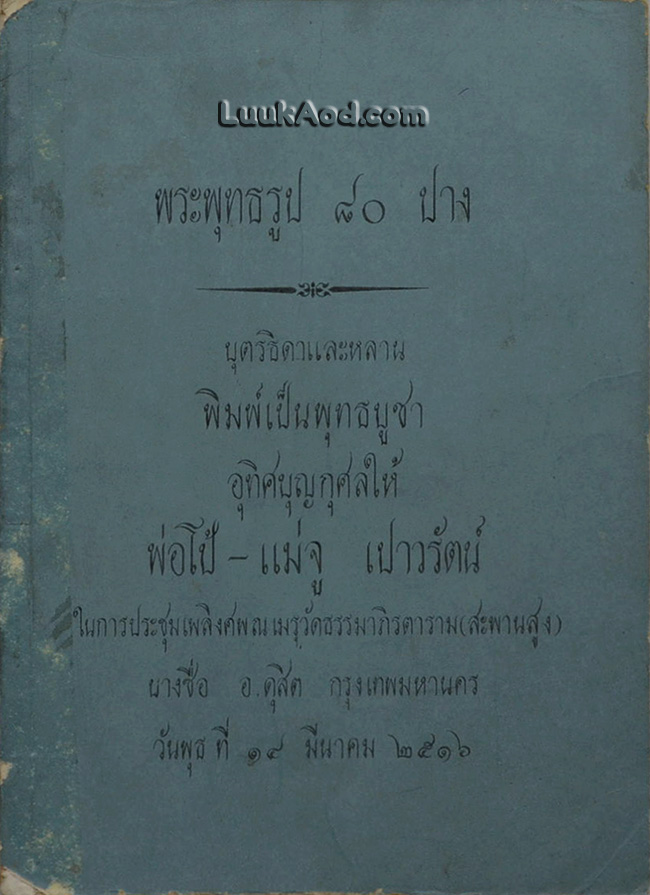 LuukAod.com
พระพุทธรูป ๘๐ ปาง
บุตรธิดาและหลาน
พิมพ์เป็นพุทธบูชา
อุทิศบุญกุศลให้
พ่อโป้ - แม่จู เปาวรัตน์
ในการประชุมเพลิงศพ ณ เมรุวัดธรรมาภิรตาราม(สะพานสูง)
บางซื่อ อ.ดุสิต กรุงเทพมหานคร
วันพุธ ที่ ๑๔ มีนาคม ๒๕๑๖